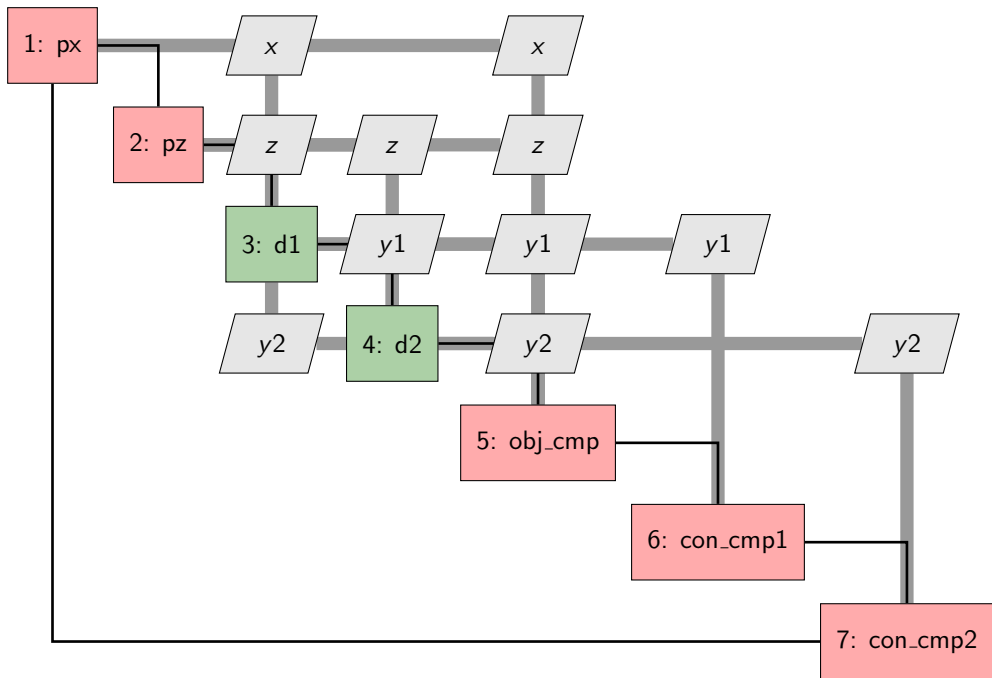 1: px x x
2: pz z z z
3: d1 y1 y1 y1
y2 4: d2 y2 y2
5: obj_cmp
6: con_cmp1
7: con_cmp2